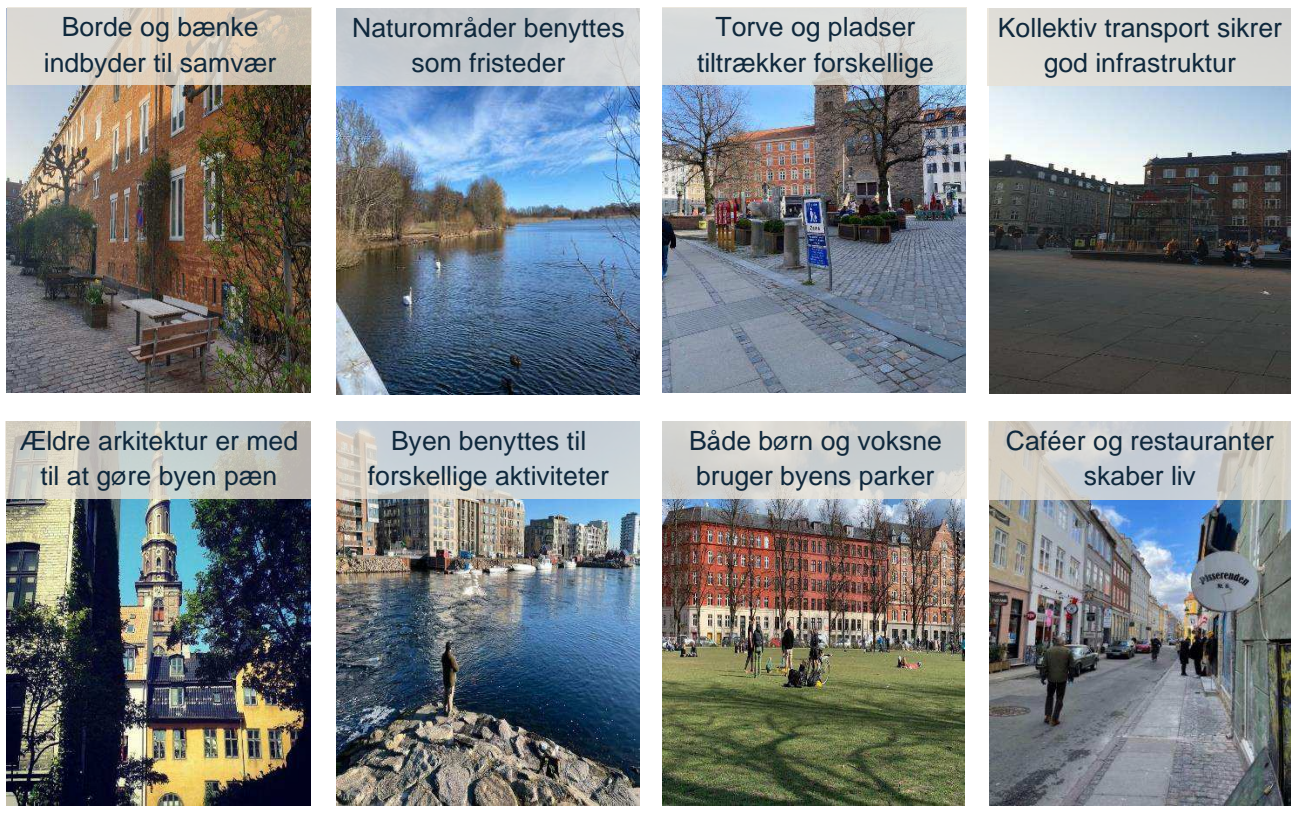 Borde og bænke
indbyder til samvær
Naturområder benyttes
som fristeder
Torve og pladser
tiltrækker forskellige
Kollektiv transport sikrer
god infrastruktur
ZONE
Ældre arkitektur er med
til at gøre byen pæn
Byen benyttes til
forskellige aktiviteter
Både børn og voksne
bruger byens parker
Caféer og restauranter
skaber liv
Pisserenden